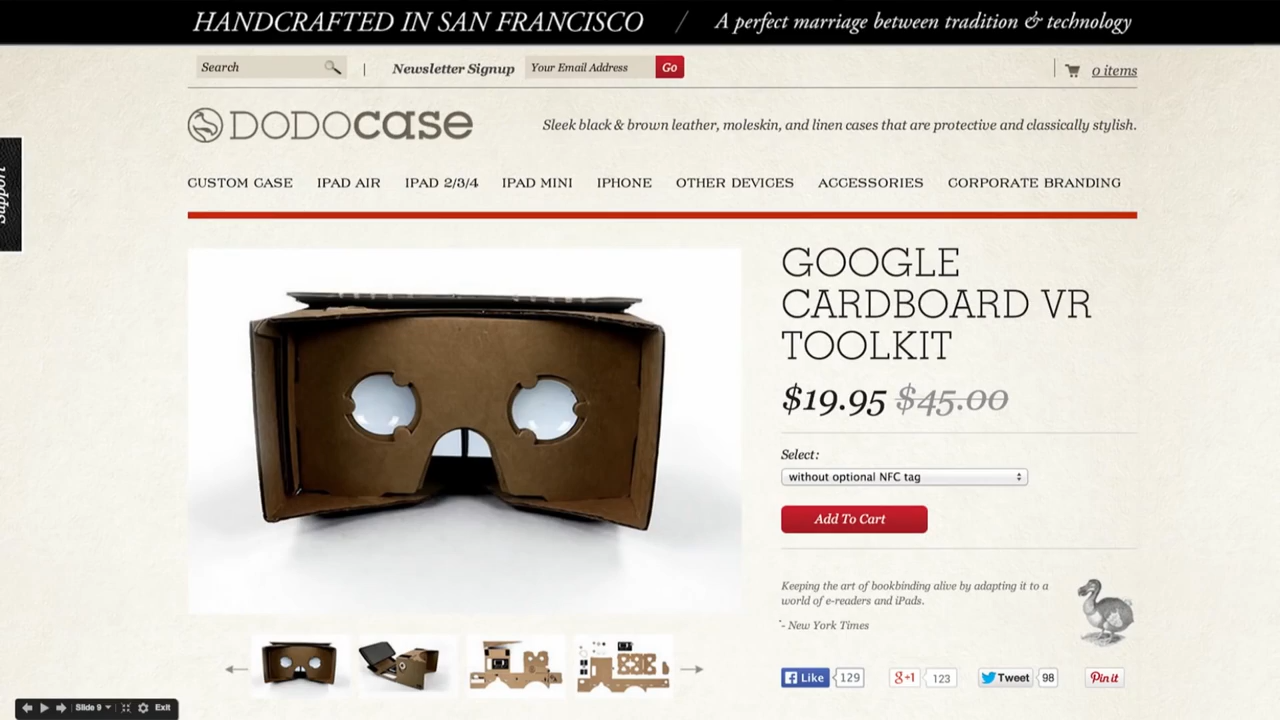 HANDCRAFTED IN SAN FRANCISCO / A perfect marriage between tradition & technology
Search | Newsletter Signup Your Email Address Go 0 items
DODOcase Sleek black & brown leather, moleskin, and linen cases that are protective and classically stylish.
Support
CUSTOM CASE IPAD AIR IPAD 2/3/4 IPAD MINI IPHONE OTHER DEVICES ACCESSORIES CORPORATE BRANDING
GOOGLE
CARDBOARD VR
TOOLKIT
$19.95 $45.00
Select:
without optional NFC tag
Add To Cart
Keeping the art of bookbinding alive by adapting it to a
world of e-readers and iPads.
- New York Times
Like 129 g+1 123 Tweet 98 Pin it
Slide 9 Exit